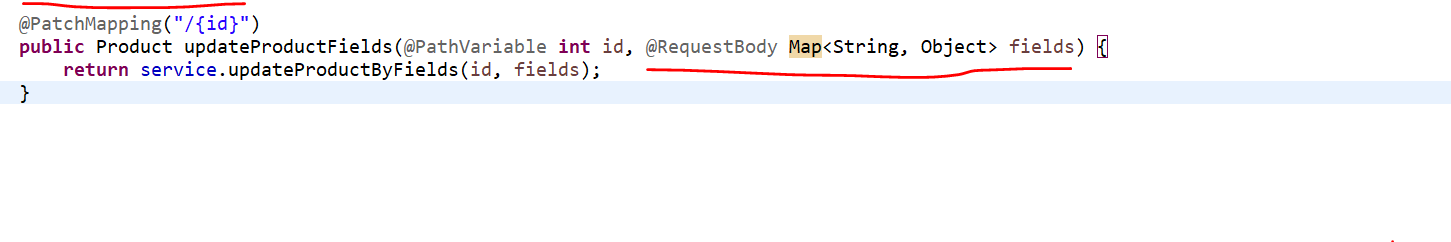 @PatchMapping("/{id}")
public Product updateProductFields(@PathVariable int id, @RequestBody Map<String, Object> fields) {
return service.updateProductByFields(id, fields);
}